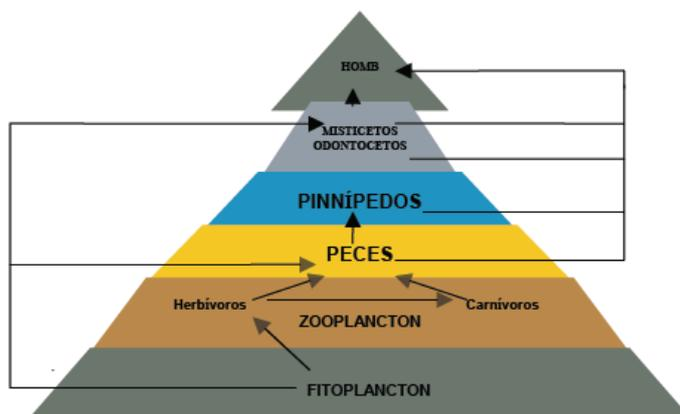 HOMB
MISTICETOS
ODONTOCETOS
PINNÍPEDOS
PECES
Herbívoros
Carnívoros
ZOOPLANCTON
FITOPLANCTON